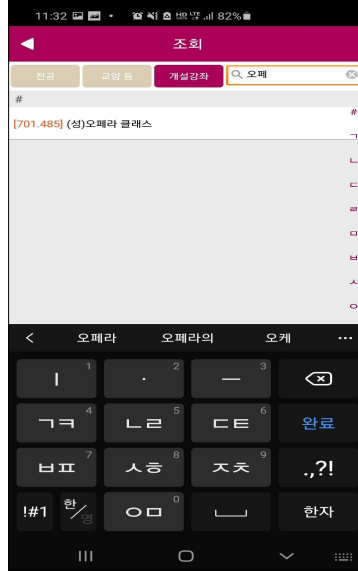 11:32 82%
조회
전공 교양 등 개설강좌 오페
#
[701.485] (성)오페라 클래스
#
ㄱ
ㄴ
ㄷ
ㄹ
ㅁ
ㅂ
ㅅ
ㅇ
오페라 오페라의 오케 ...
ㅣ 1 · 2 ㅡ 3
ㄱㅋ 4 ㄴㄹ 5 ㄷㅌ 6 완료
ㅂㅍ 7 ㅅㅎ 8 ㅈㅊ 9 .,?!
!#1 한/영 ㅇㅁ 0 한자